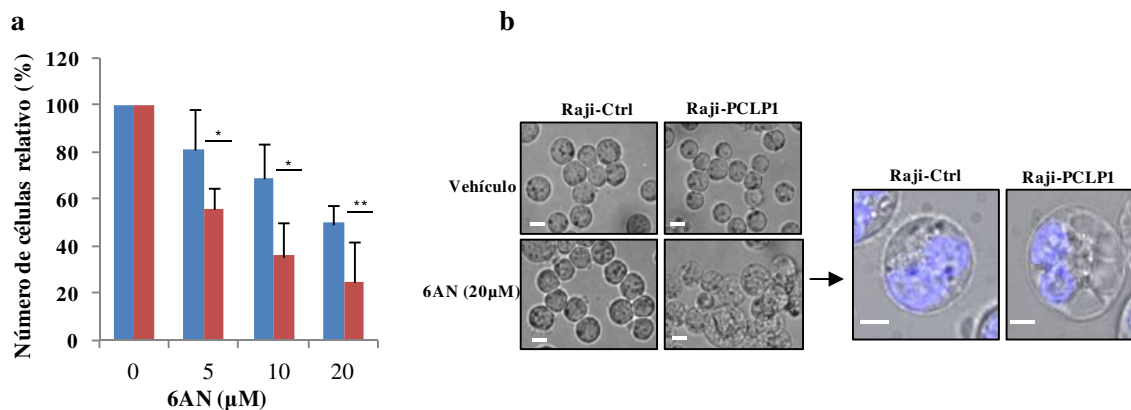 a
b
Número de células relativo (%)
120
100
80
60
40
20
0
*
*
**
0 5 10 20
6AN (µM)
Raji-Ctrl Raji-PCLP1
Vehículo
6AN (20µM)
Raji-Ctrl Raji-PCLP1